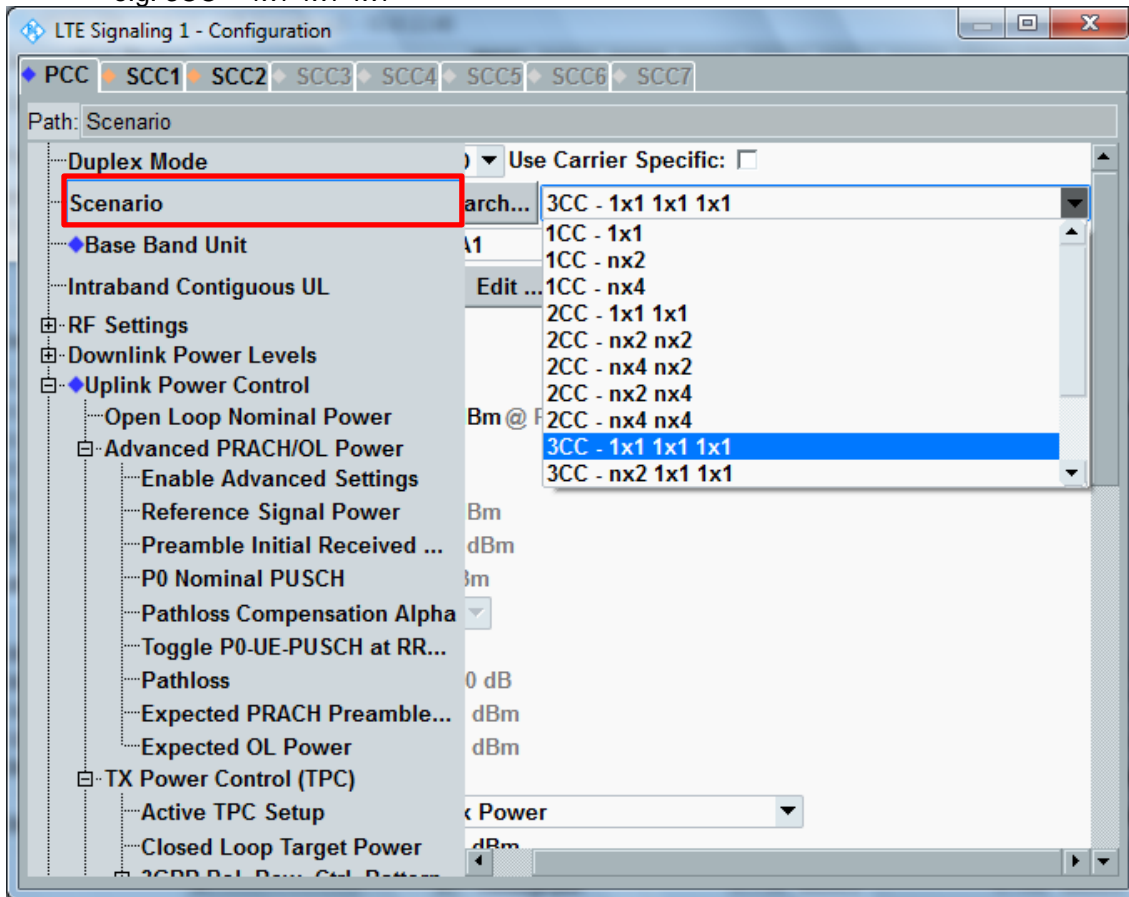 LTE Signaling 1 - Configuration
PCC SCC1 SCC2 SCC3 SCC4 SCC5 SCC6 SCC7
Path: Scenario
Duplex Mode Use Carrier Specific:
Scenario arch... 3CC - 1x1 1x1 1x1
1CC - 1x1
Base Band Unit A1
1CC - nx2
Intraband Contiguous UL Edit ... 1CC - nx4
2CC - 1x1 1x1
RF Settings
2CC - nx2 nx2
Downlink Power Levels
2CC - nx4 nx2
Uplink Power Control
2CC - nx2 nx4
Open Loop Nominal Power Bm @
2CC - nx4 nx4
Advanced PRACH/OL Power
3CC - 1x1 1x1 1x1
Enable Advanced Settings
3CC - nx2 1x1 1x1
Reference Signal Power Bm
Preamble Initial Received ... dBm
P0 Nominal PUSCH Bm
Pathloss Compensation Alpha
Toggle P0-UE-PUSCH at RR...
Pathloss 0 dB
Expected PRACH Preamble... dBm
Expected OL Power dBm
TX Power Control (TPC)
Active TPC Setup x Power
Closed Loop Target Power dBm